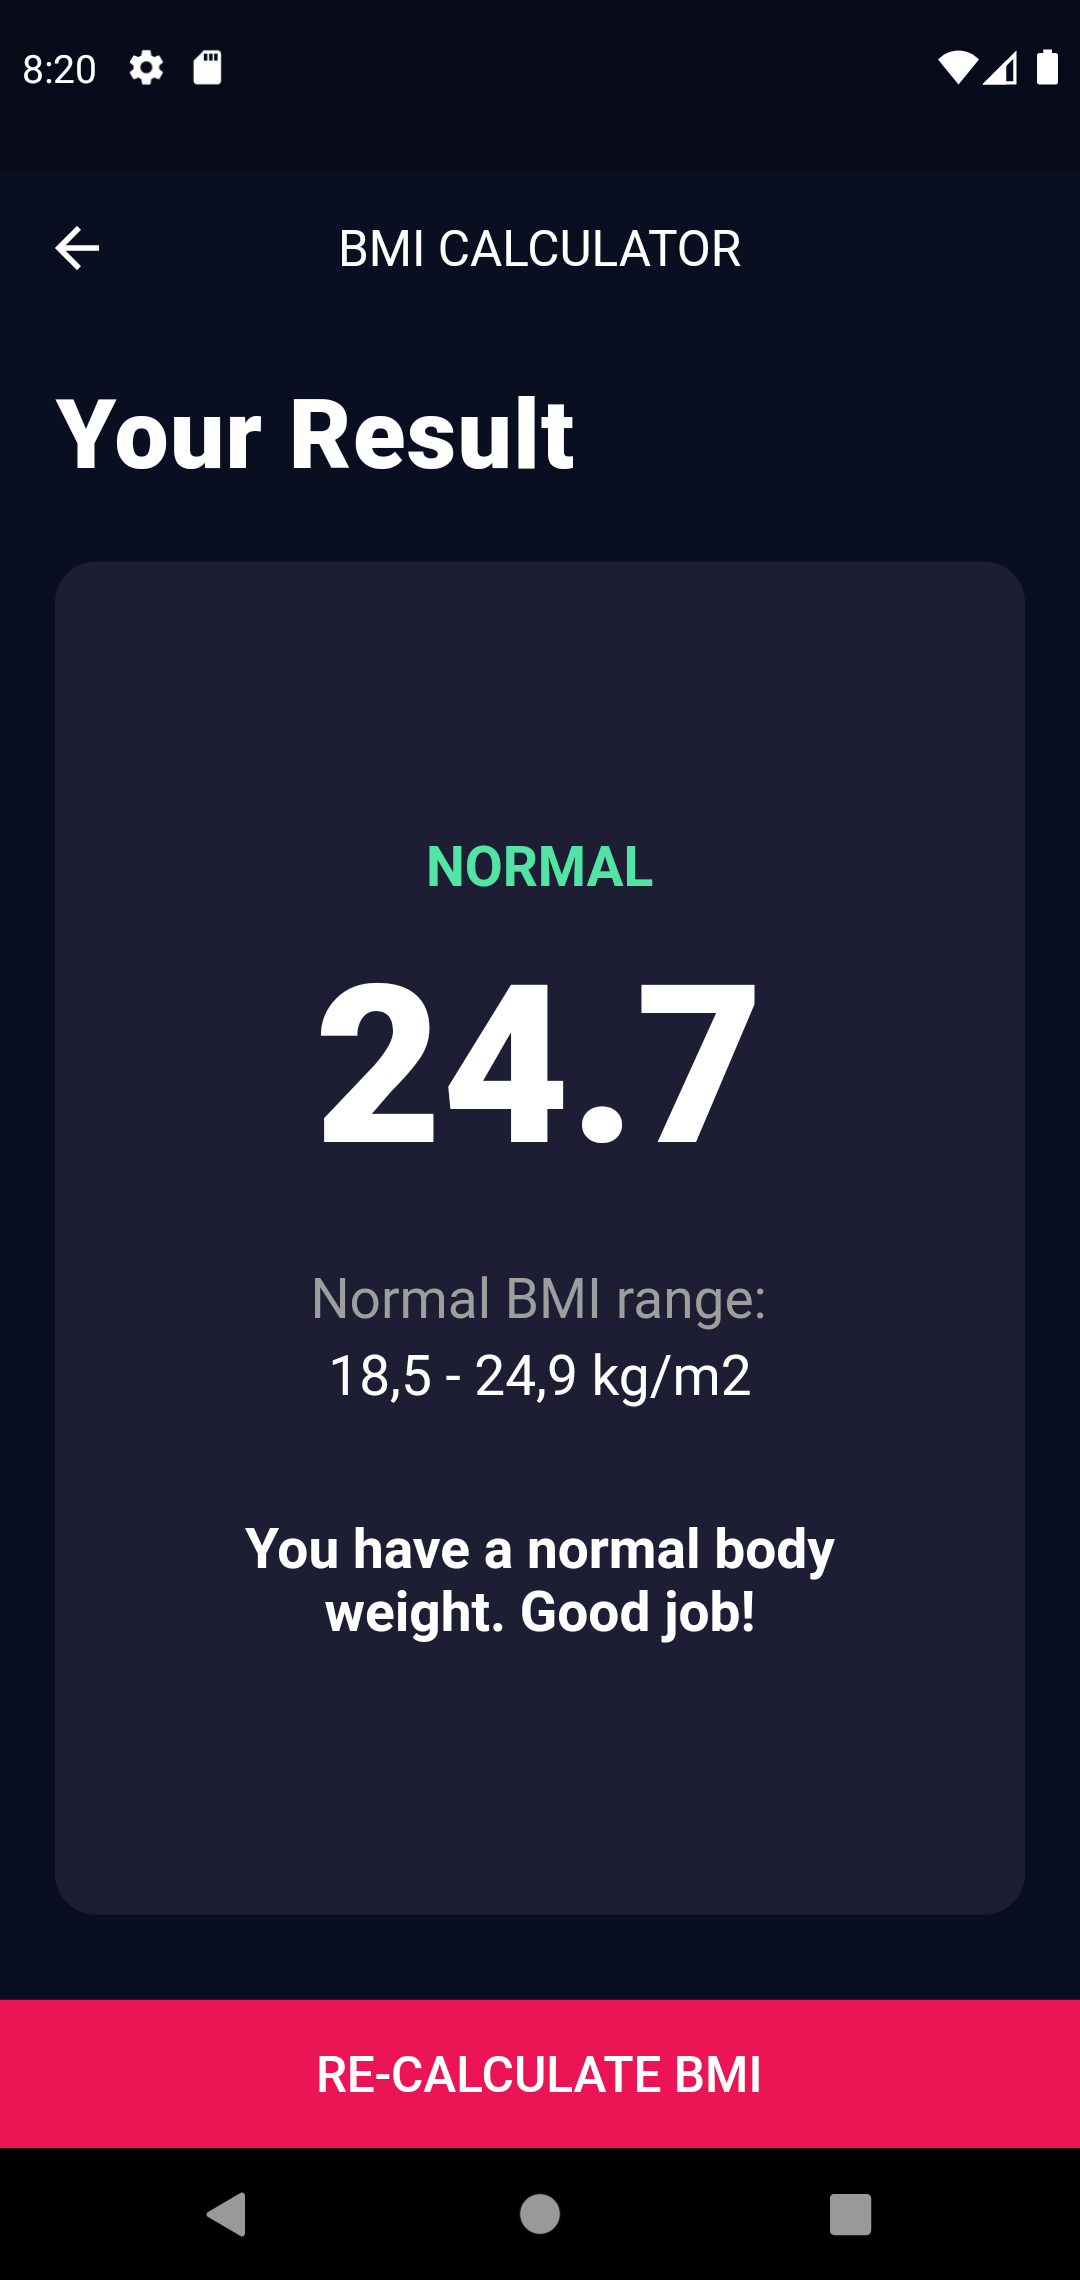 8:20
BMI CALCULATOR
Your Result
NORMAL
24.7
Normal BMI range:
18,5 - 24,9 kg/m2
You have a normal body
weight. Good job!
RE-CALCULATE BMI